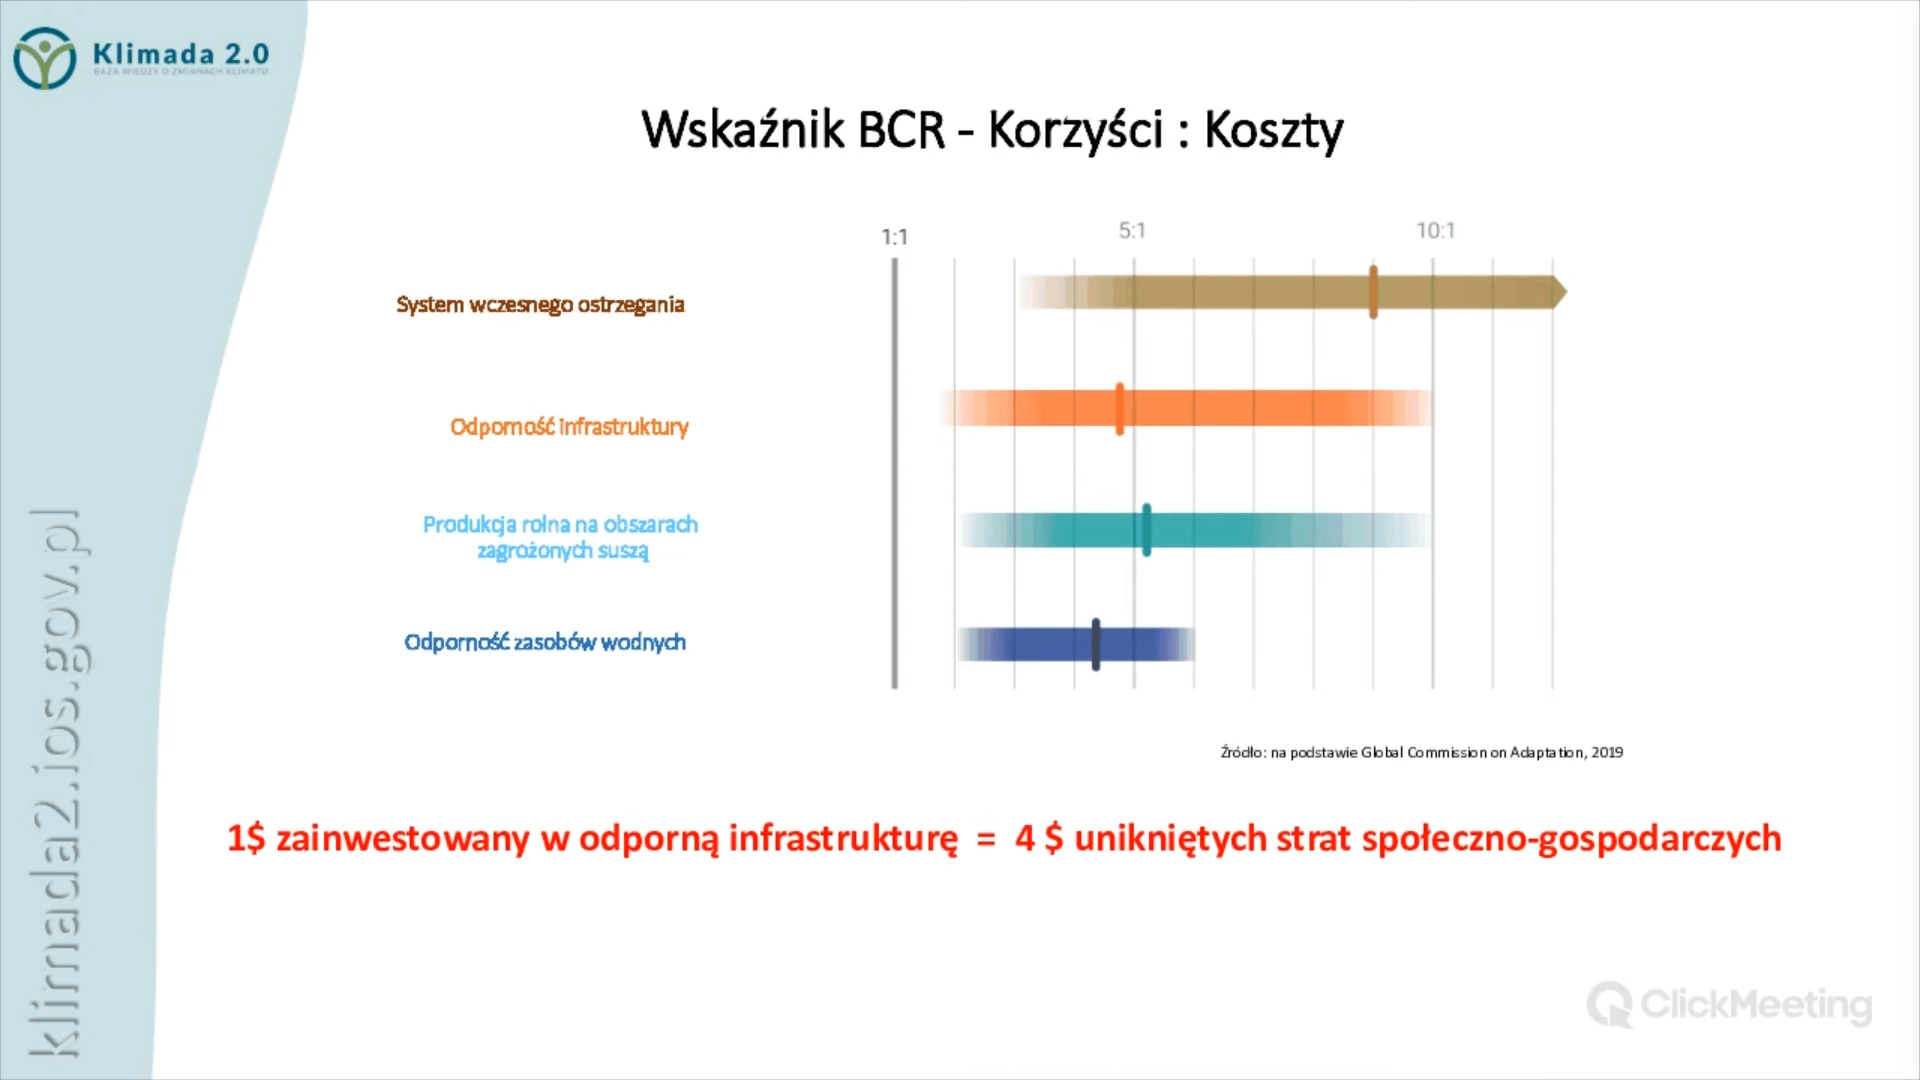 Klimada 2.0
BAZA WIEDZY O ZMIANACH KLIMATU
Wskaźnik BCR - Korzyści : Koszty
1:1
5:1
10:1
System wczesnego ostrzegania
Odporność infrastruktury
Produkcja rolna na obszarach
zagrożonych suszą
Odporność zasobów wodnych
Źródło: na podstawie Global Commission on Adaptation, 2019
1$ zainwestowany w odporną infrastrukturę = 4 $ unikniętych strat społeczno-gospodarczych
klimada2.ios.gov.pl
ClickMeeting